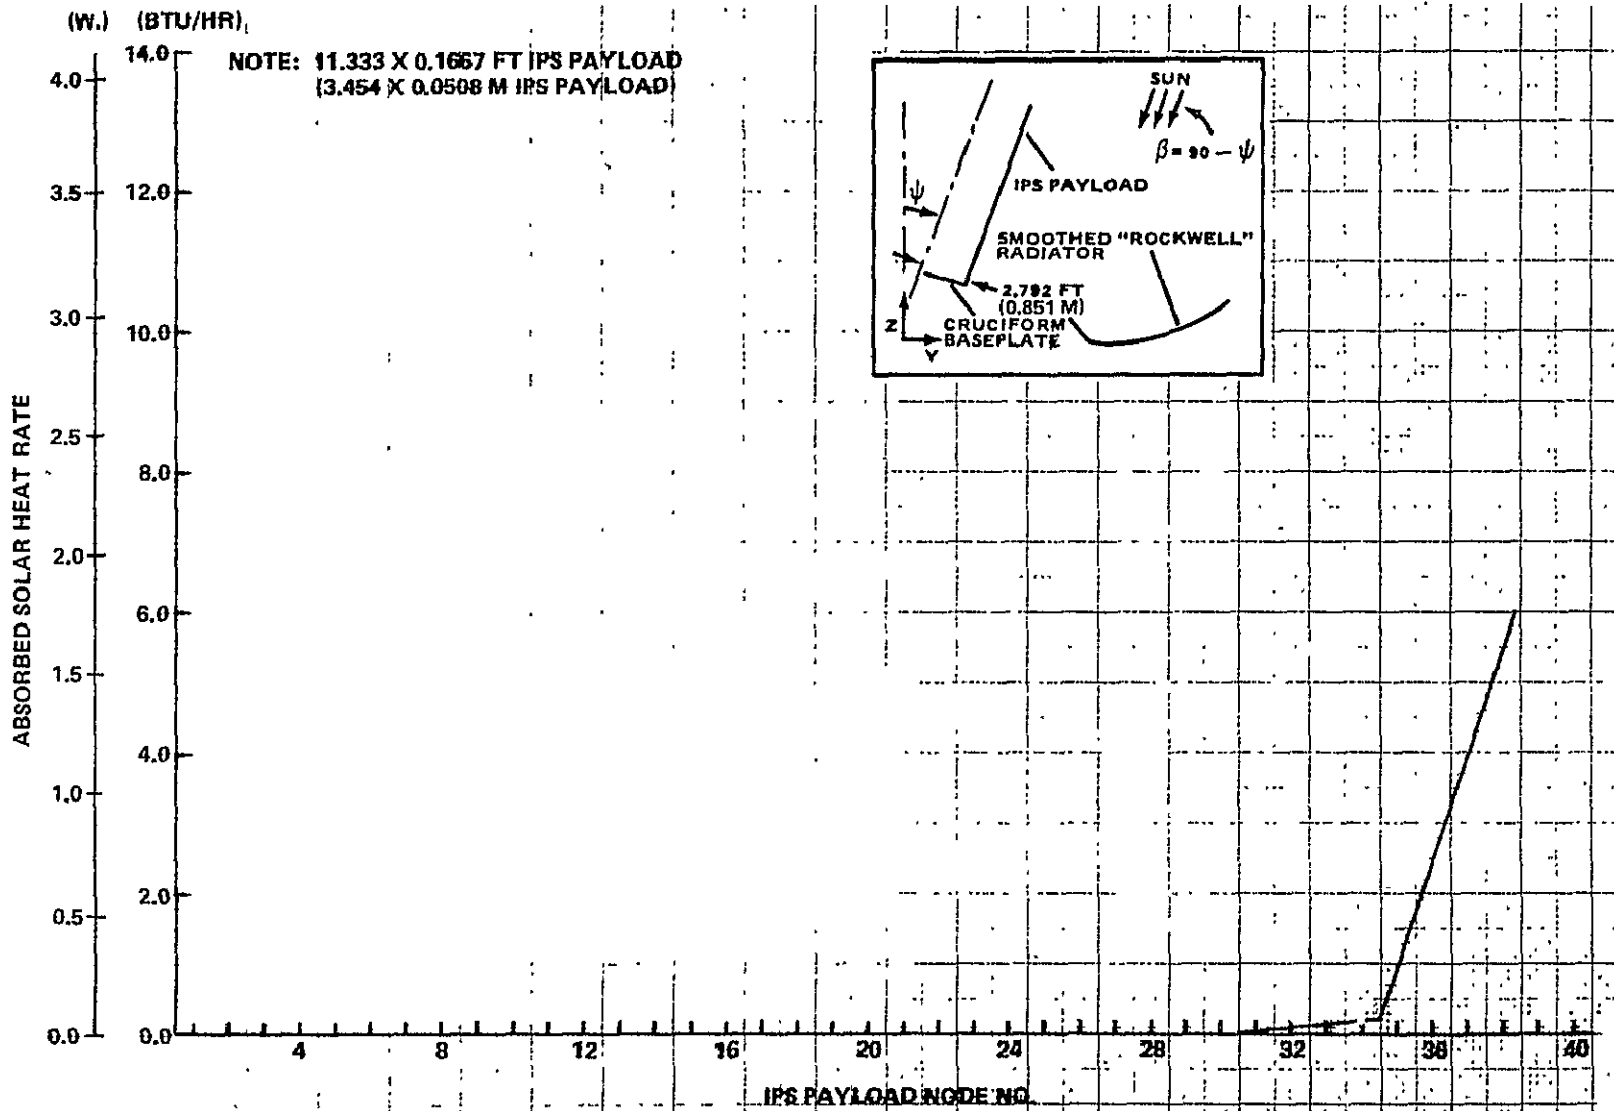 (W.) (BTU/HR)
NOTE: 11.333 X 0.1667 FT IPS PAYLOAD
(3.454 X 0.0508 M IPS PAYLOAD)
SUN
β = 90 — ψ
ψ
IPS PAYLOAD
SMOOTHED "ROCKWELL"
RADIATOR
2.792 FT
(0.851 M)
Z
CRUCIFORM
BASEPLATE
Y
ABSORBED SOLAR HEAT RATE
4.0
3.5
3.0
2.5
2.0
1.5
1.0
0.5
0.0
14.0
12.0
10.0
8.0
6.0
4.0
2.0
0.0
4 8 12 16 20 24 28 32 36 40
IPS PAYLOAD NODE NO.